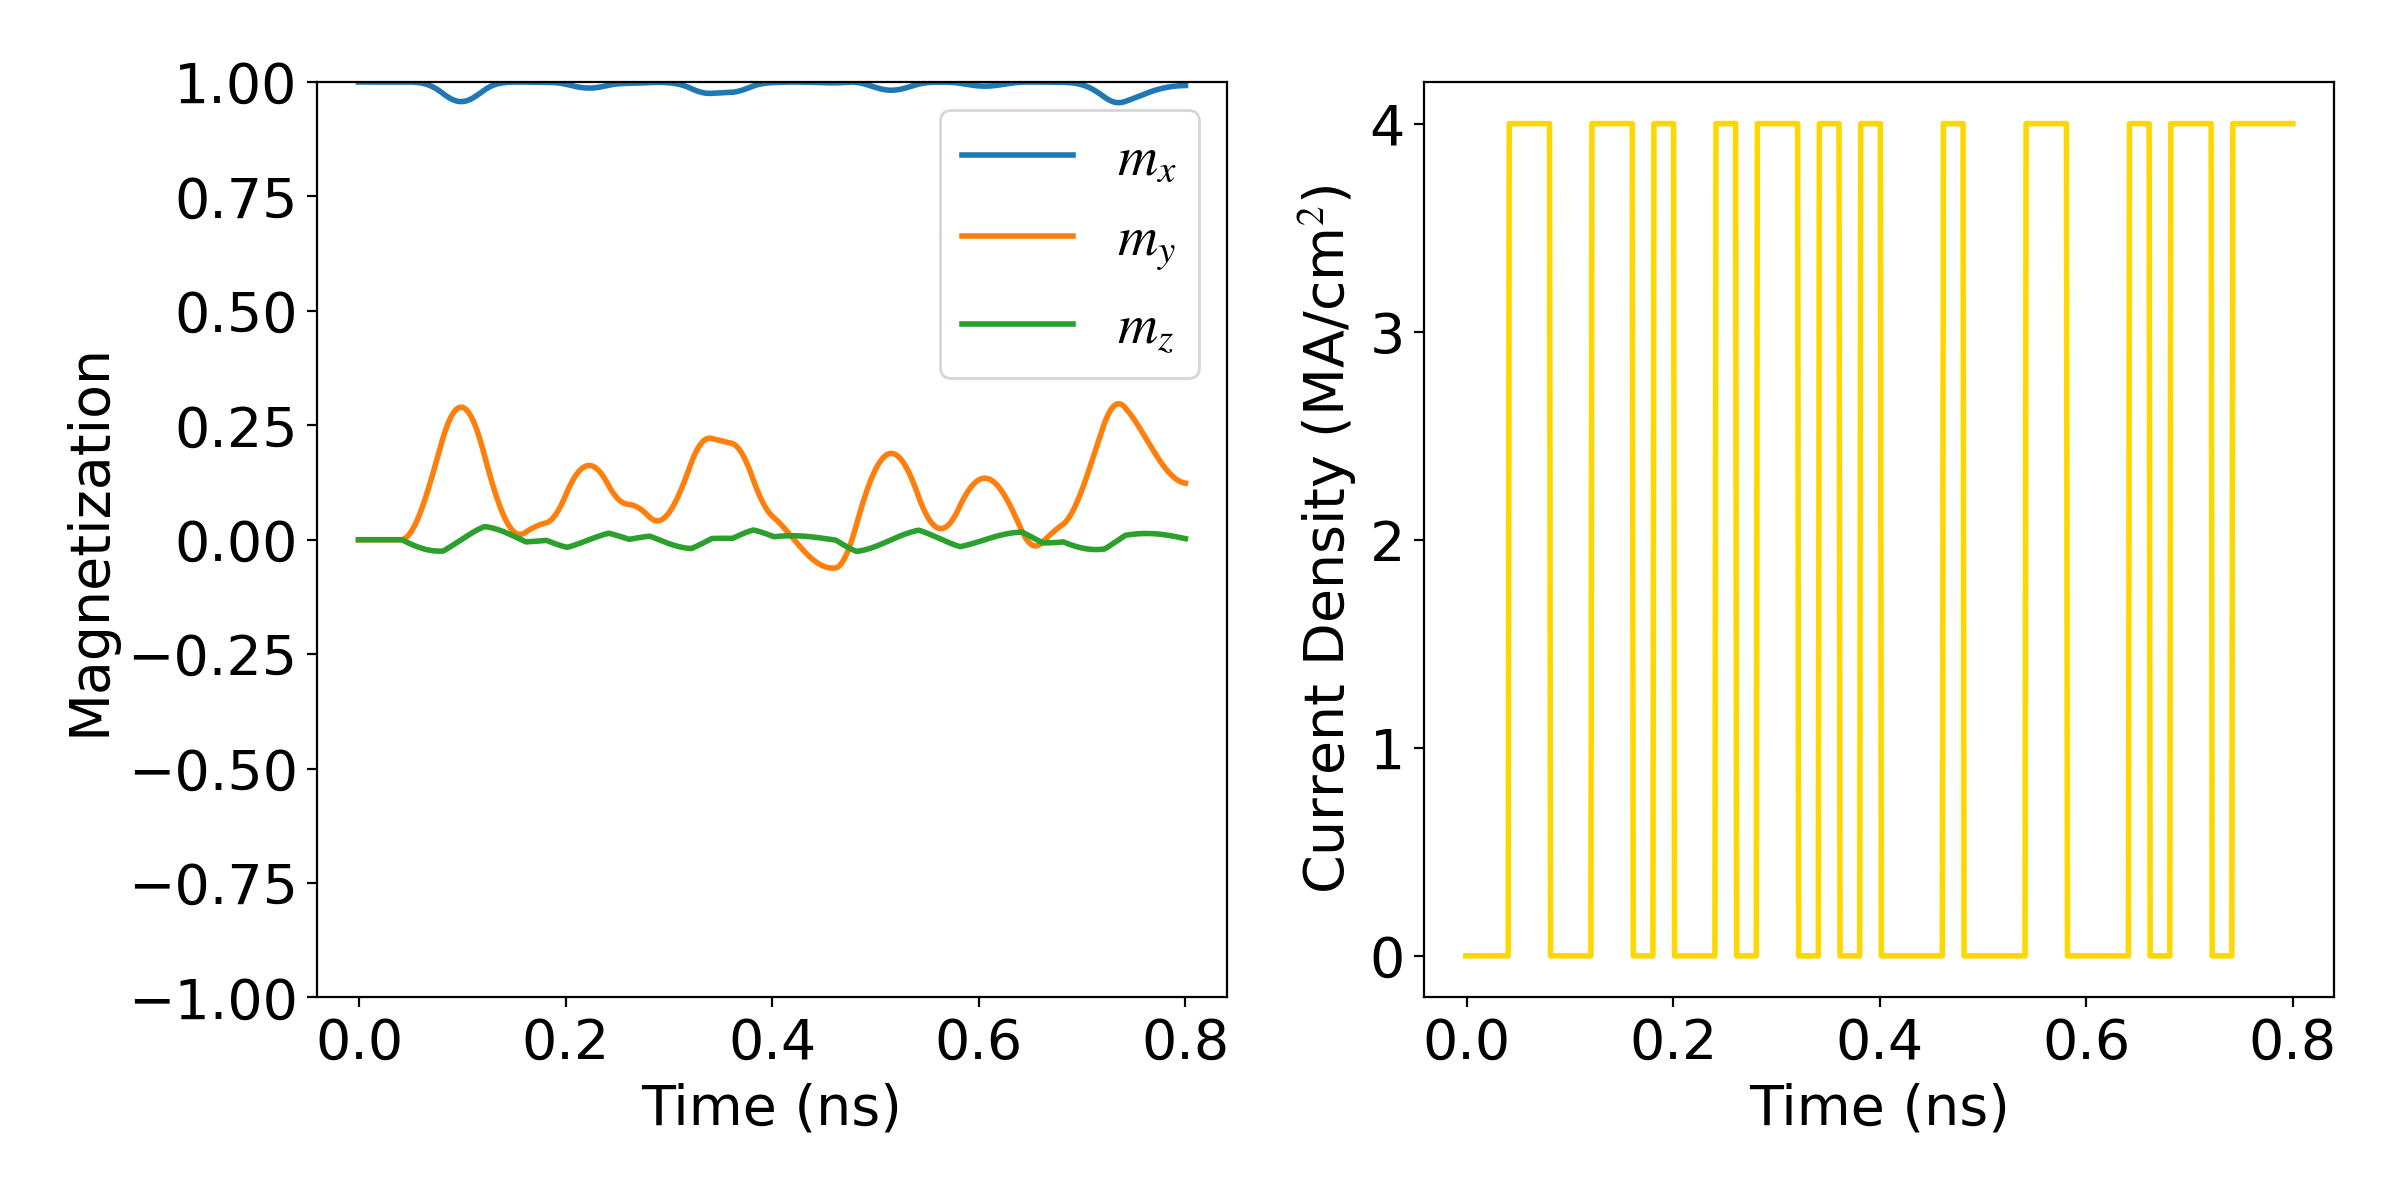 Magnetization
1.00
0.75
0.50
0.25
0.00
−0.25
−0.50
−0.75
−1.00
0.0 0.2 0.4 0.6 0.8
Time (ns)
m_x
m_y
m_z
Current Density (MA/cm²)
4
3
2
1
0
0.0 0.2 0.4 0.6 0.8
Time (ns)